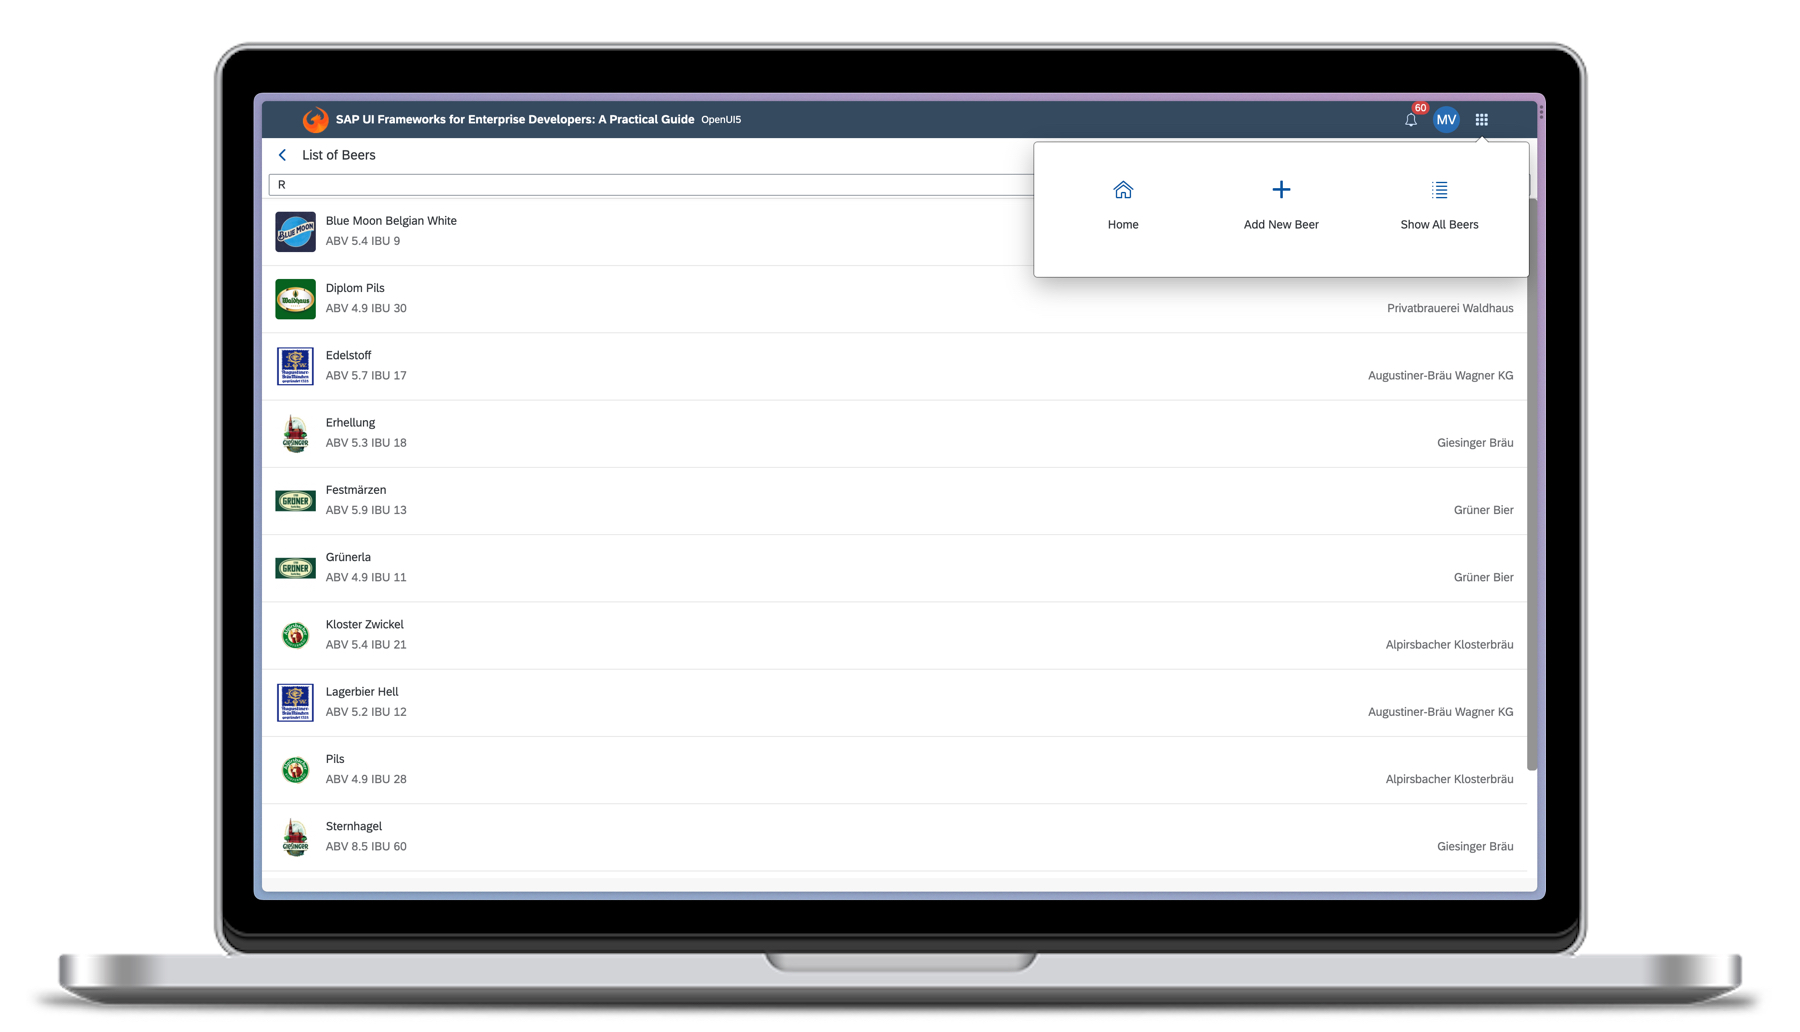 SAP UI Frameworks for Enterprise Developers: A Practical Guide OpenUI5
60
MV
List of Beers
R
Home
Add New Beer
Show All Beers
BLUE MOON
Blue Moon Belgian White
ABV 5.4 IBU 9
Waldhaus
Diplom Pils
ABV 4.9 IBU 30
Privatbrauerei Waldhaus
Edelstoff
ABV 5.7 IBU 17
Augustiner-Bräu Wagner KG
GIESINGER
Erhellung
ABV 5.3 IBU 18
Giesinger Bräu
GRÜNER
Festmärzen
ABV 5.9 IBU 13
Grüner Bier
GRÜNER
Grünerla
ABV 4.9 IBU 11
Grüner Bier
Kloster Zwickel
ABV 5.4 IBU 21
Alpirsbacher Klosterbräu
Lagerbier Hell
ABV 5.2 IBU 12
Augustiner-Bräu Wagner KG
Pils
ABV 4.9 IBU 28
Alpirsbacher Klosterbräu
GIESINGER
Sternhagel
ABV 8.5 IBU 60
Giesinger Bräu